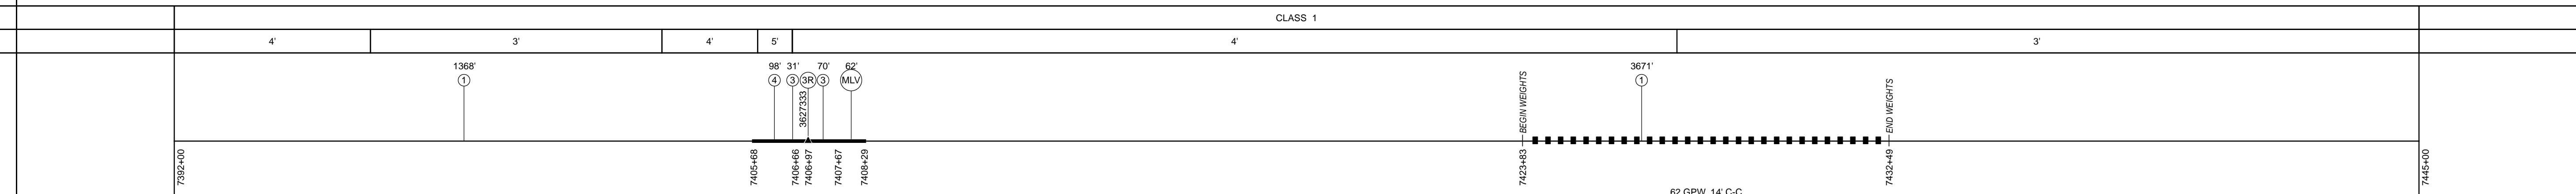 CLASS 1
4' 3' 4' 5' 4' 3'
1368' 98' 31' 70' 62' 3671'
1 4 3 3R 3 MLV 1
3627333
BEGIN WEIGHTS
END WEIGHTS
7392+00 7405+68 7406+66 7406+97 7407+67 7408+29 7423+83 7432+49 7445+00
62 GPW, 14' C-C